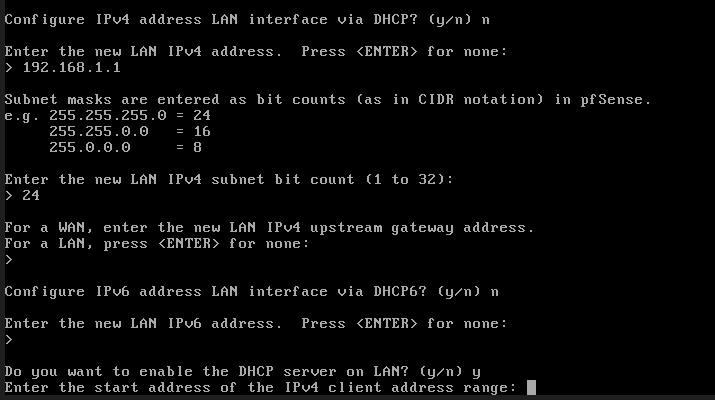 Configure IPv4 address LAN interface via DHCP? (y/n) n
Enter the new LAN IPv4 address.  Press <ENTER> for none:
> 192.168.1.1
Subnet masks are entered as bit counts (as in CIDR notation) in pfSense.
e.g. 255.255.255.0 = 24
     255.255.0.0   = 16
     255.0.0.0     = 8
Enter the new LAN IPv4 subnet bit count (1 to 32):
> 24
For a WAN, enter the new LAN IPv4 upstream gateway address.
For a LAN, press <ENTER> for none:
>
Configure IPv6 address LAN interface via DHCP6? (y/n) n
Enter the new LAN IPv6 address.  Press <ENTER> for none:
>
Do you want to enable the DHCP server on LAN? (y/n) y
Enter the start address of the IPv4 client address range: